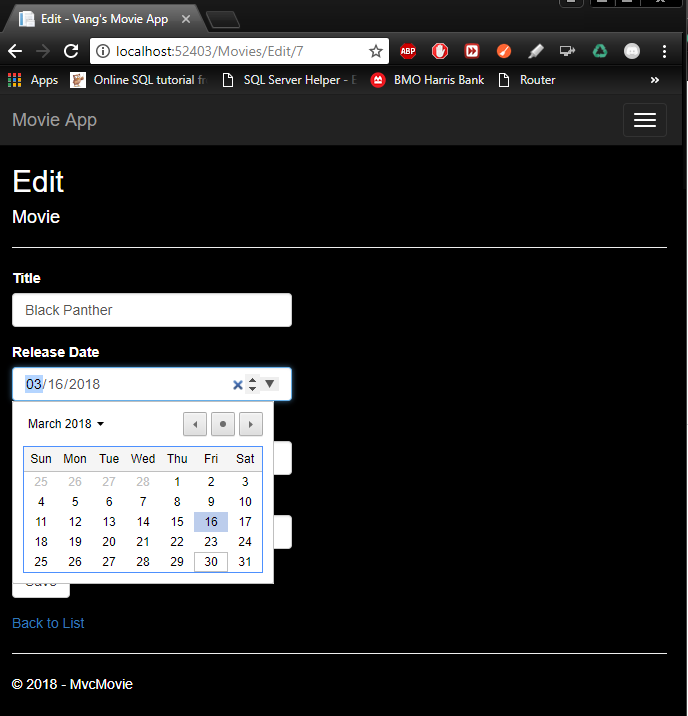 Edit - Vang's Movie App
localhost:52403/Movies/Edit/7
ABP
Apps Online SQL tutorial fr SQL Server Helper - E BMO Harris Bank Router »
Movie App
Edit
Movie
Title
Black Panther
Release Date
03/16/2018
March 2018
Sun Mon Tue Wed Thu Fri Sat
25 26 27 28 1 2 3
4 5 6 7 8 9 10
11 12 13 14 15 16 17
18 19 20 21 22 23 24
25 26 27 28 29 30 31
Save
Back to List
© 2018 - MvcMovie